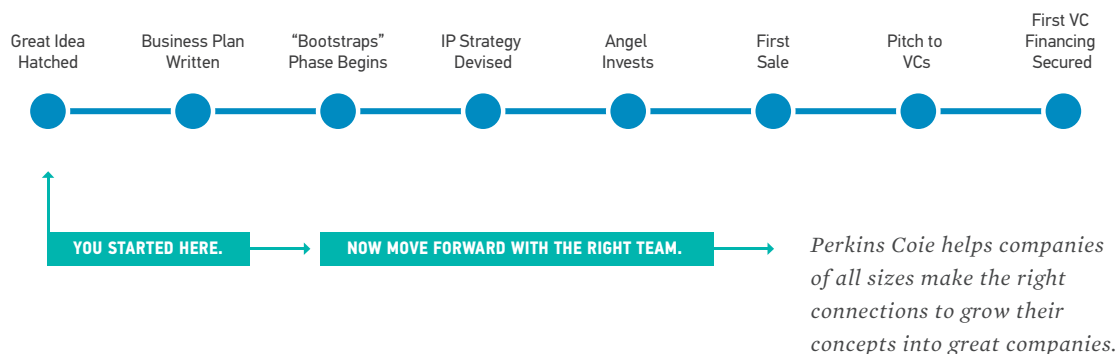 Great Idea
Hatched
Business Plan
Written
“Bootstraps”
Phase Begins
IP Strategy
Devised
Angel
Invests
First
Sale
Pitch to
VCs
First VC
Financing
Secured
YOU STARTED HERE.
NOW MOVE FORWARD WITH THE RIGHT TEAM.
Perkins Coie helps companies
of all sizes make the right
connections to grow their
concepts into great companies.